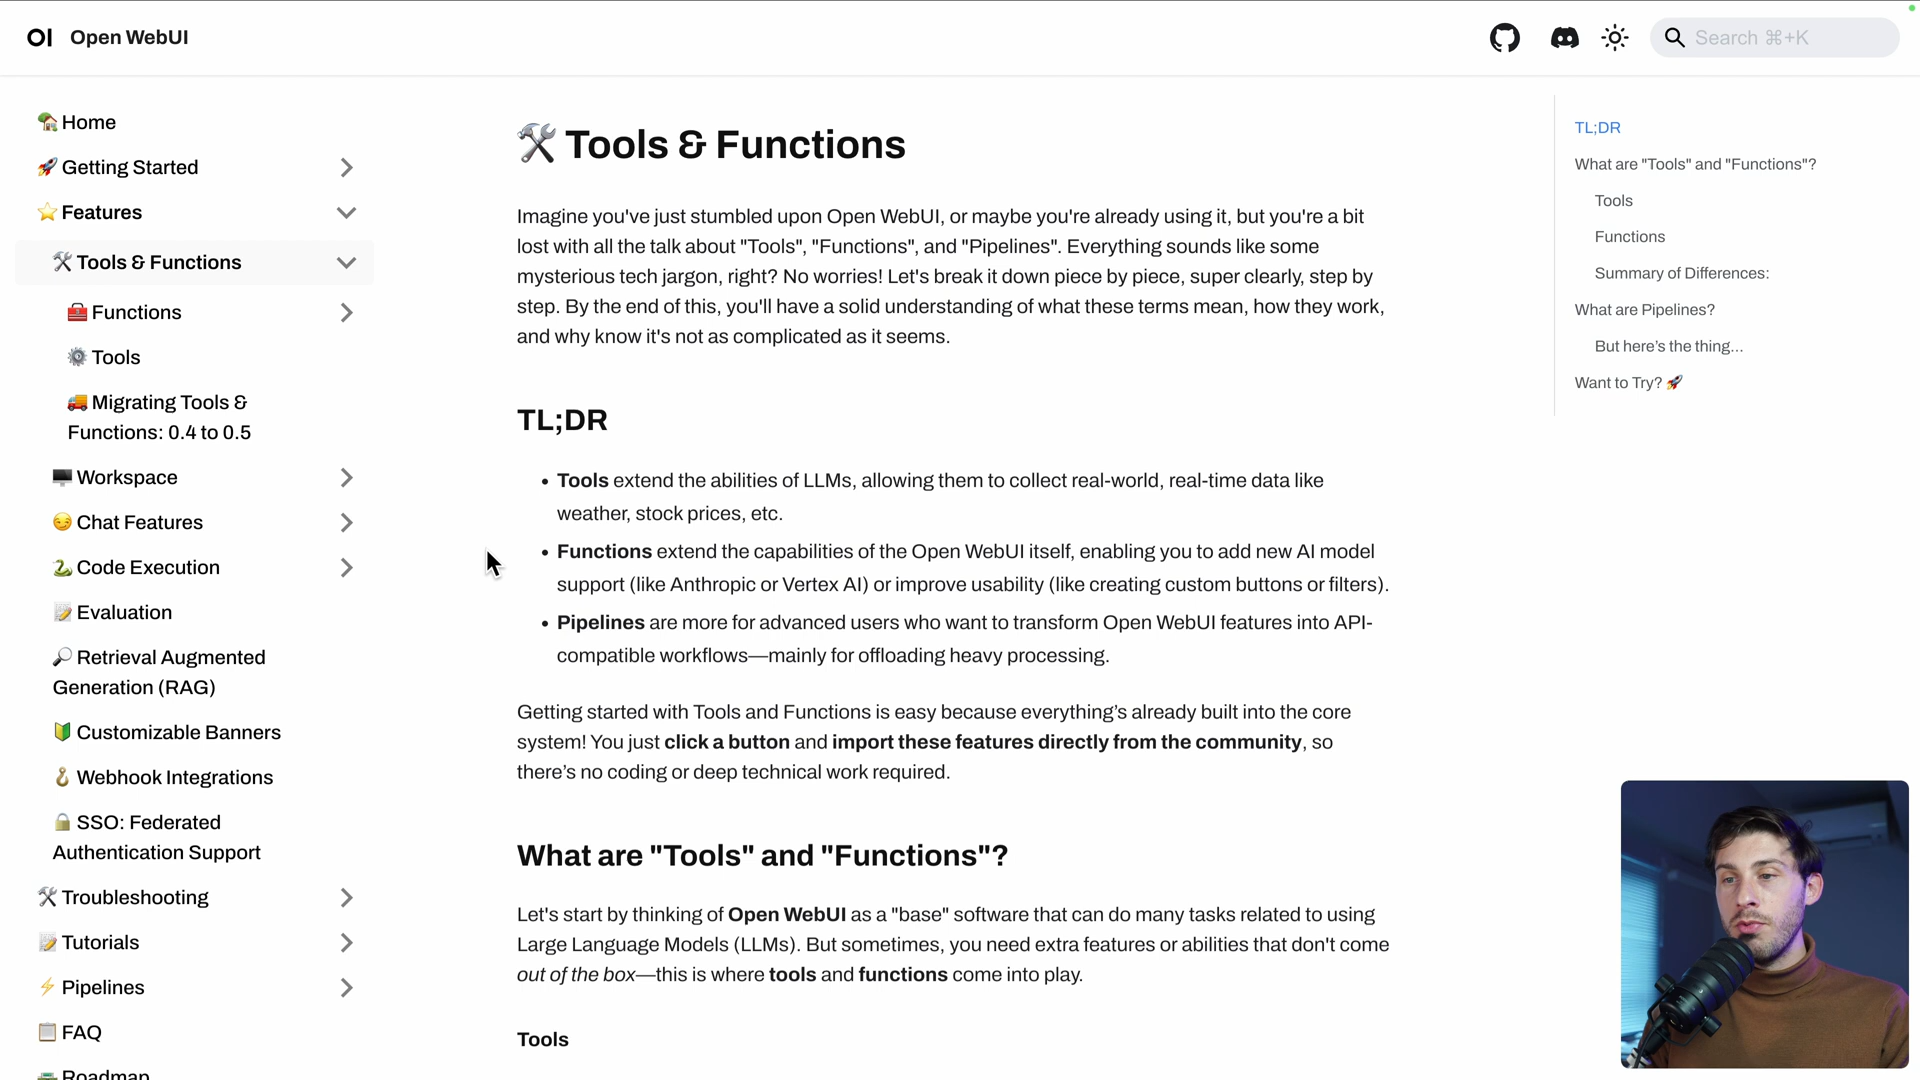 OI Open WebUI
Search ⌘+K
Home
Getting Started
Features
Tools & Functions
Functions
Tools
Migrating Tools &
Functions: 0.4 to 0.5
Workspace
Chat Features
Code Execution
Evaluation
Retrieval Augmented
Generation (RAG)
Customizable Banners
Webhook Integrations
SSO: Federated
Authentication Support
Troubleshooting
Tutorials
Pipelines
FAQ
Roadmap
Tools & Functions
Imagine you've just stumbled upon Open WebUI, or maybe you're already using it, but you're a bit
lost with all the talk about "Tools", "Functions", and "Pipelines". Everything sounds like some
mysterious tech jargon, right? No worries! Let's break it down piece by piece, super clearly, step by
step. By the end of this, you'll have a solid understanding of what these terms mean, how they work,
and why know it's not as complicated as it seems.
TL;DR
• Tools extend the abilities of LLMs, allowing them to collect real-world, real-time data like
weather, stock prices, etc.
• Functions extend the capabilities of the Open WebUI itself, enabling you to add new AI model
support (like Anthropic or Vertex AI) or improve usability (like creating custom buttons or filters).
• Pipelines are more for advanced users who want to transform Open WebUI features into API-
compatible workflows—mainly for offloading heavy processing.
Getting started with Tools and Functions is easy because everything’s already built into the core
system! You just click a button and import these features directly from the community, so
there’s no coding or deep technical work required.
What are "Tools" and "Functions"?
Let's start by thinking of Open WebUI as a "base" software that can do many tasks related to using
Large Language Models (LLMs). But sometimes, you need extra features or abilities that don't come
out of the box—this is where tools and functions come into play.
Tools
TL;DR
What are "Tools" and "Functions"?
Tools
Functions
Summary of Differences:
What are Pipelines?
But here’s the thing…
Want to Try?